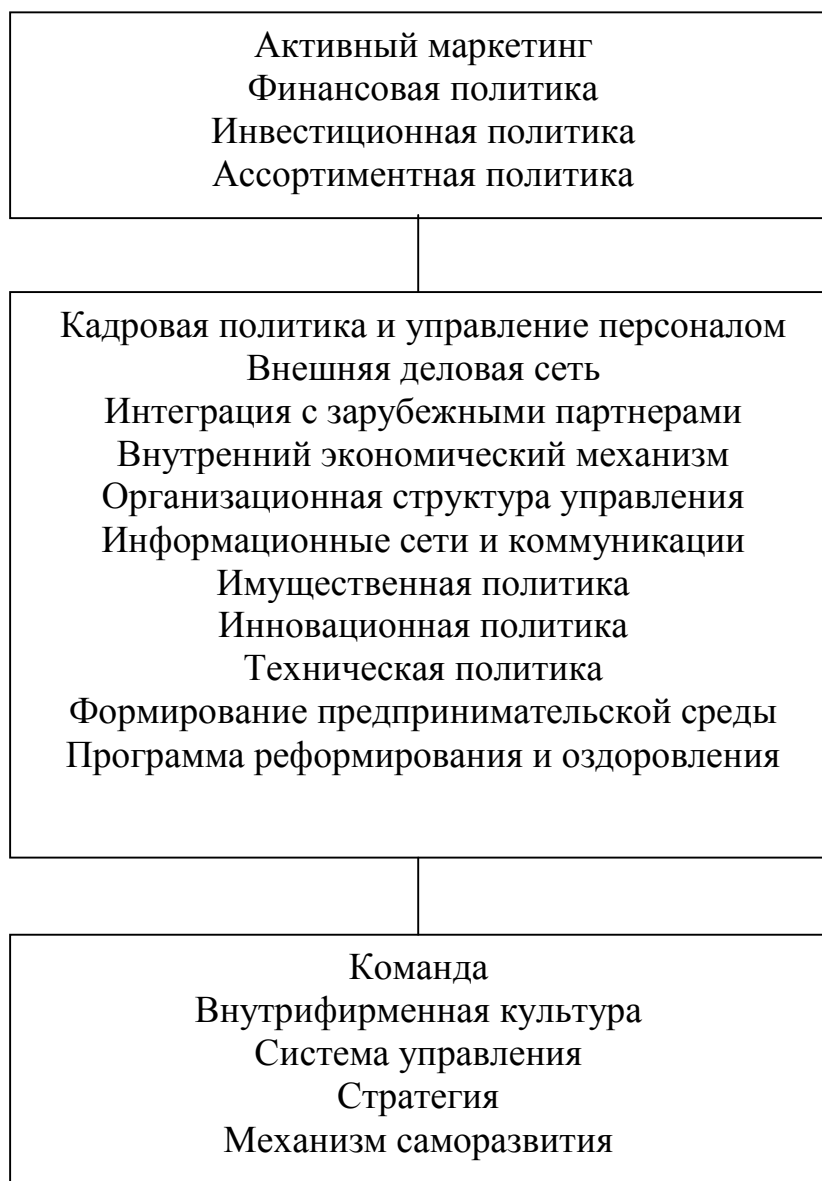 Активный маркетинг
Финансовая политика
Инвестиционная политика
Ассортиментная политика
Кадровая политика и управление персоналом
Внешняя деловая сеть
Интеграция с зарубежными партнерами
Внутренний экономический механизм
Организационная структура управления
Информационные сети и коммуникации
Имущественная политика
Инновационная политика
Техническая политика
Формирование предпринимательской среды
Программа реформирования и оздоровления
Команда
Внутрифирменная культура
Система управления
Стратегия
Механизм саморазвития